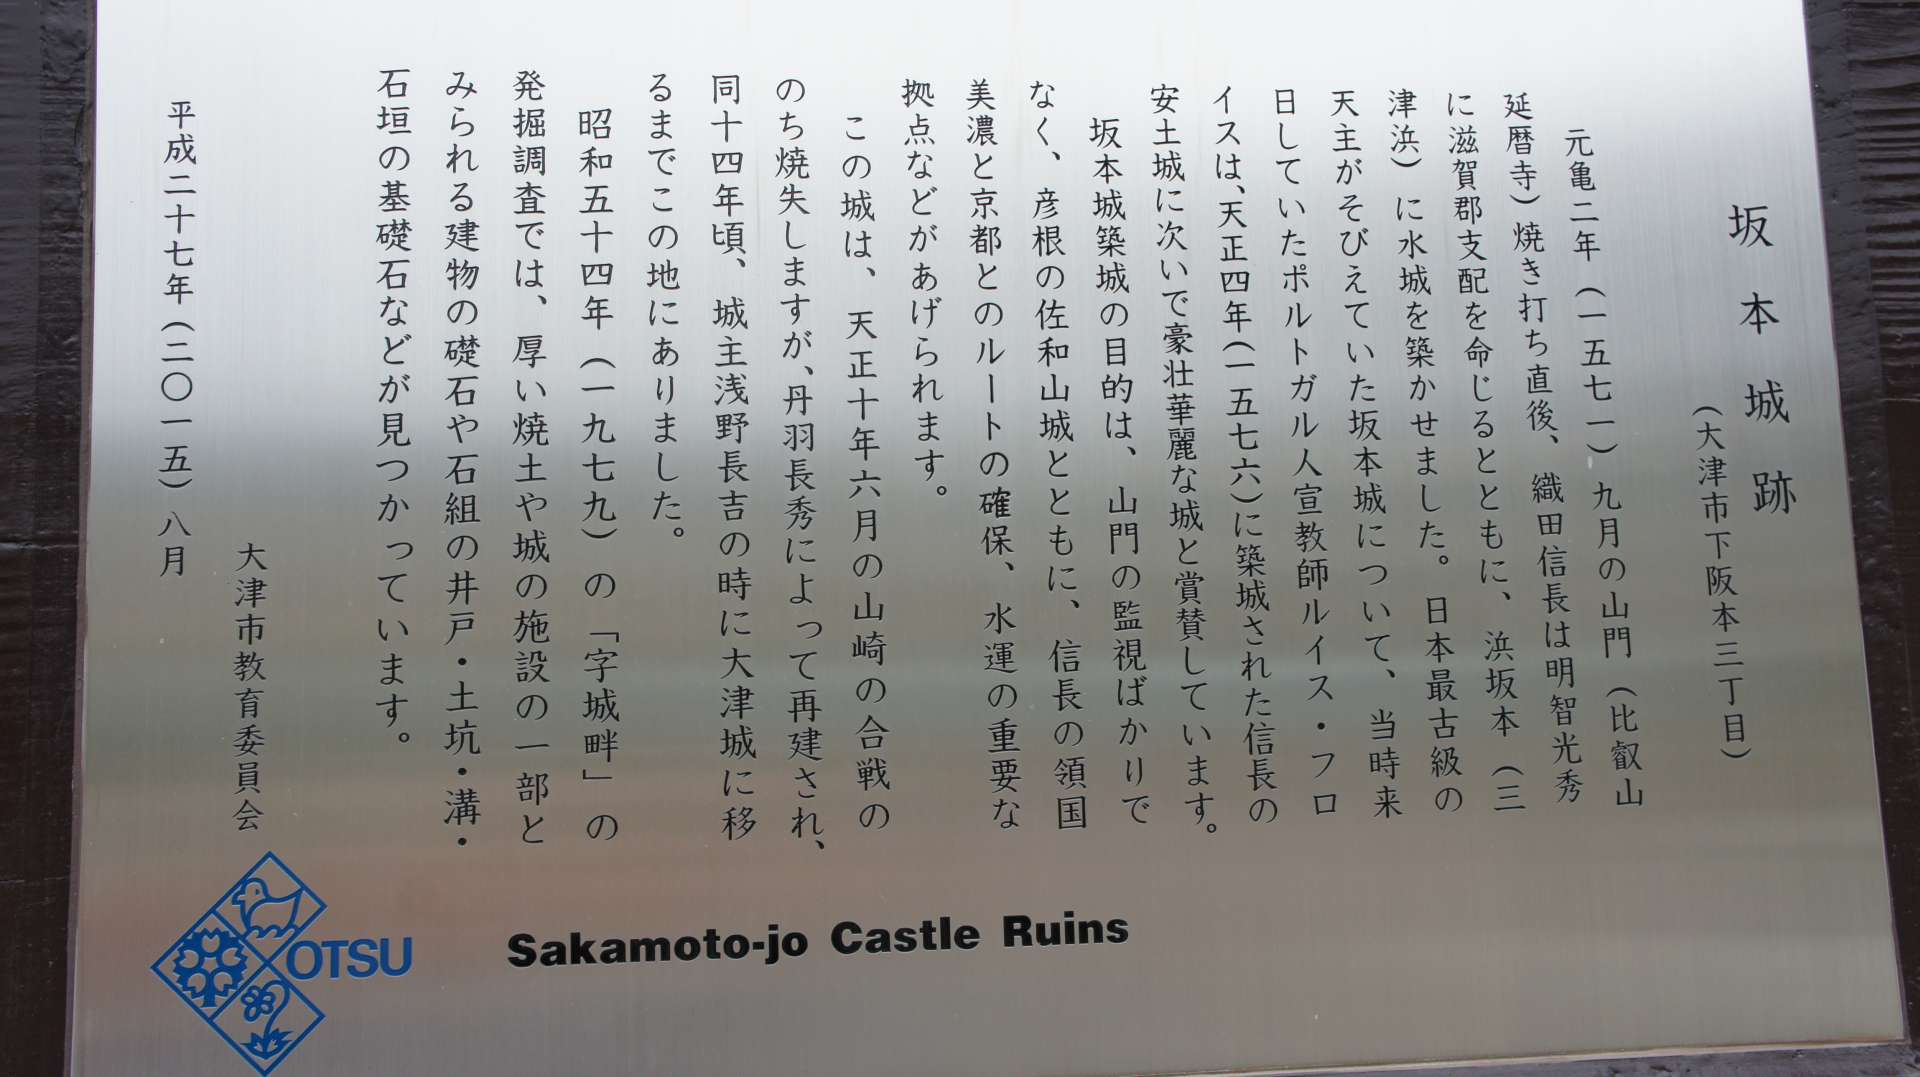 坂本城跡
(大津市下阪本三丁目)
元亀二年(一五七一)九月の山門(比叡山
延暦寺)焼き打ち直後、織田信長は明智光秀
に滋賀郡支配を命じるとともに、浜坂本(三
津浜)に水城を築かせました。日本最古級の
天主がそびえていた坂本城について、当時来
日していたポルトガル人宣教師ルイス・フロ
イスは、天正四年(一五七六)に築城された信長の
安土城に次いで豪壮華麗な城と賞賛しています。
坂本城築城の目的は、山門の監視ばかりで
なく、彦根の佐和山城とともに、信長の領国
美濃と京都とのルートの確保、水運の重要な
拠点などがあげられます。
この城は、天正十年六月の山崎の合戦の
のち焼失しますが、丹羽長秀によって再建され、
同十四年頃、城主浅野長吉の時に大津城に移
るまでこの地にありました。
昭和五十四年(一九七九)の「字城畔」の
発掘調査では、厚い焼土や城の施設の一部と
みられる建物の礎石や石組の井戸・土坑・溝・
石垣の基礎石などが見つかっています。
大津市教育委員会
平成二十七年(二〇一五)八月
OTSU
Sakamoto-jo Castle Ruins